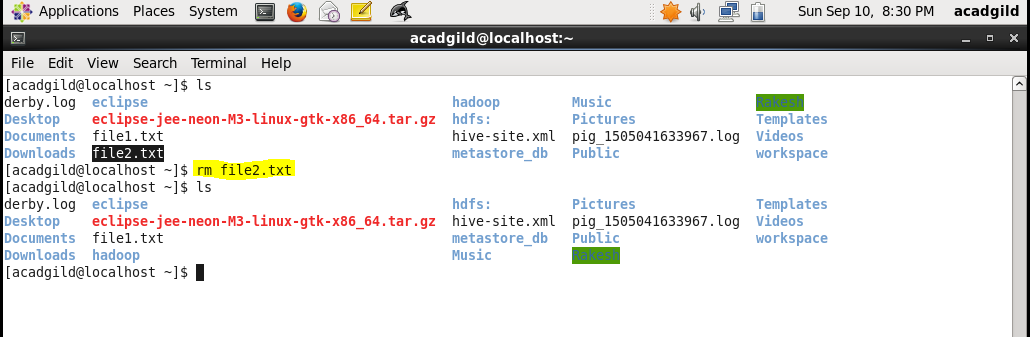 Applications Places System Sun Sep 10, 8:30 PM acadgild
acadgild@localhost:~
File Edit View Search Terminal Help
[acadgild@localhost ~]$ ls
derby.log eclipse hadoop Music Rakesh
Desktop eclipse-jee-neon-M3-linux-gtk-x86_64.tar.gz hdfs: Pictures Templates
Documents file1.txt hive-site.xml pig_1505041633967.log Videos
Downloads file2.txt metastore_db Public workspace
[acadgild@localhost ~]$ rm file2.txt
[acadgild@localhost ~]$ ls
derby.log eclipse hdfs: Pictures Templates
Desktop eclipse-jee-neon-M3-linux-gtk-x86_64.tar.gz hive-site.xml pig_1505041633967.log Videos
Documents file1.txt metastore_db Public workspace
Downloads hadoop Music Rakesh
[acadgild@localhost ~]$